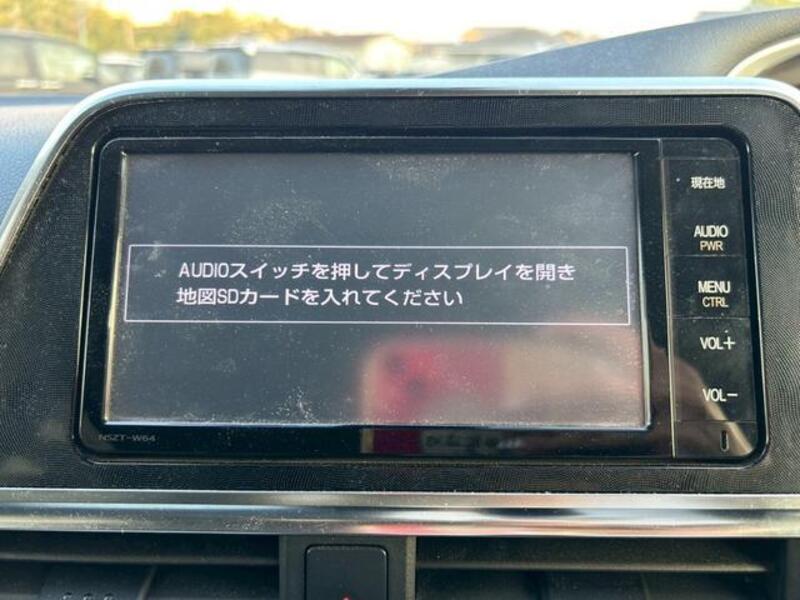 AUDIOスイッチを押してディスプレイを開き
地図SDカードを入れてください
現在地
AUDIO
PWR
MENU
CTRL
VOL+
VOL-
NSZT-W64